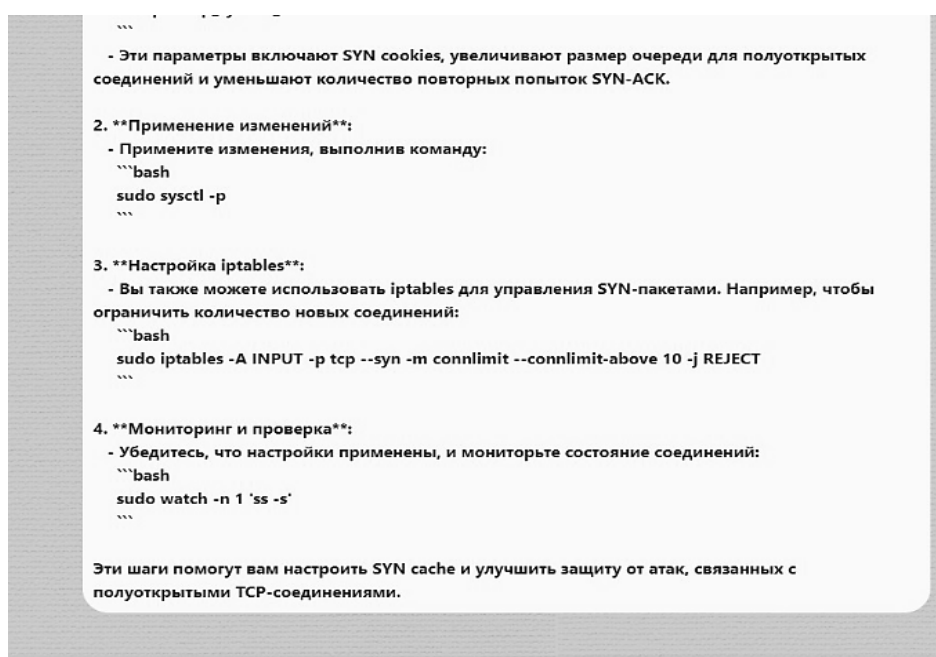 ```
- Эти параметры включают SYN cookies, увеличивают размер очереди для полуоткрытых
соединений и уменьшают количество повторных попыток SYN-ACK.
2. **Применение изменений**:
- Примените изменения, выполнив команду:
```bash
sudo sysctl -p
```
3. **Настройка iptables**:
- Вы также можете использовать iptables для управления SYN-пакетами. Например, чтобы
ограничить количество новых соединений:
```bash
sudo iptables -A INPUT -p tcp --syn -m connlimit --connlimit-above 10 -j REJECT
```
4. **Мониторинг и проверка**:
- Убедитесь, что настройки применены, и мониторьте состояние соединений:
```bash
sudo watch -n 1 'ss -s'
```
Эти шаги помогут вам настроить SYN cache и улучшить защиту от атак, связанных с
полуоткрытыми TCP-соединениями.